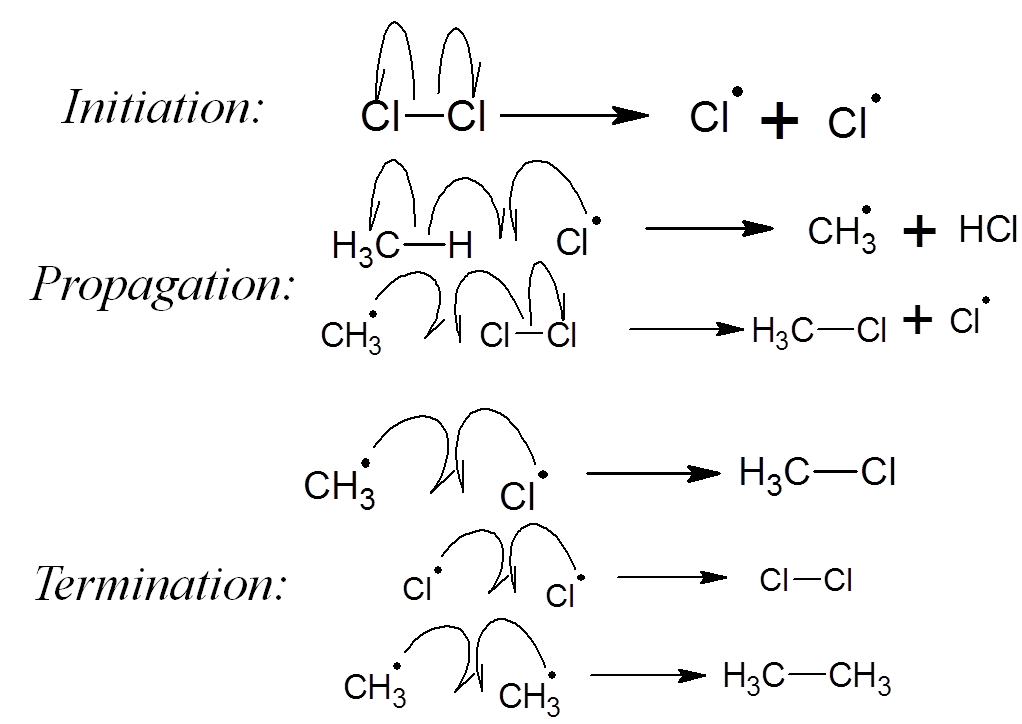 Initiation: Cl—Cl → Cl• + Cl•
H₃C—H Cl• → CH₃• + HCl
Propagation:
CH₃• Cl—Cl → H₃C—Cl + Cl•
CH₃• Cl• → H₃C—Cl
Termination: Cl• Cl• → Cl—Cl
CH₃• CH₃• → H₃C—CH₃